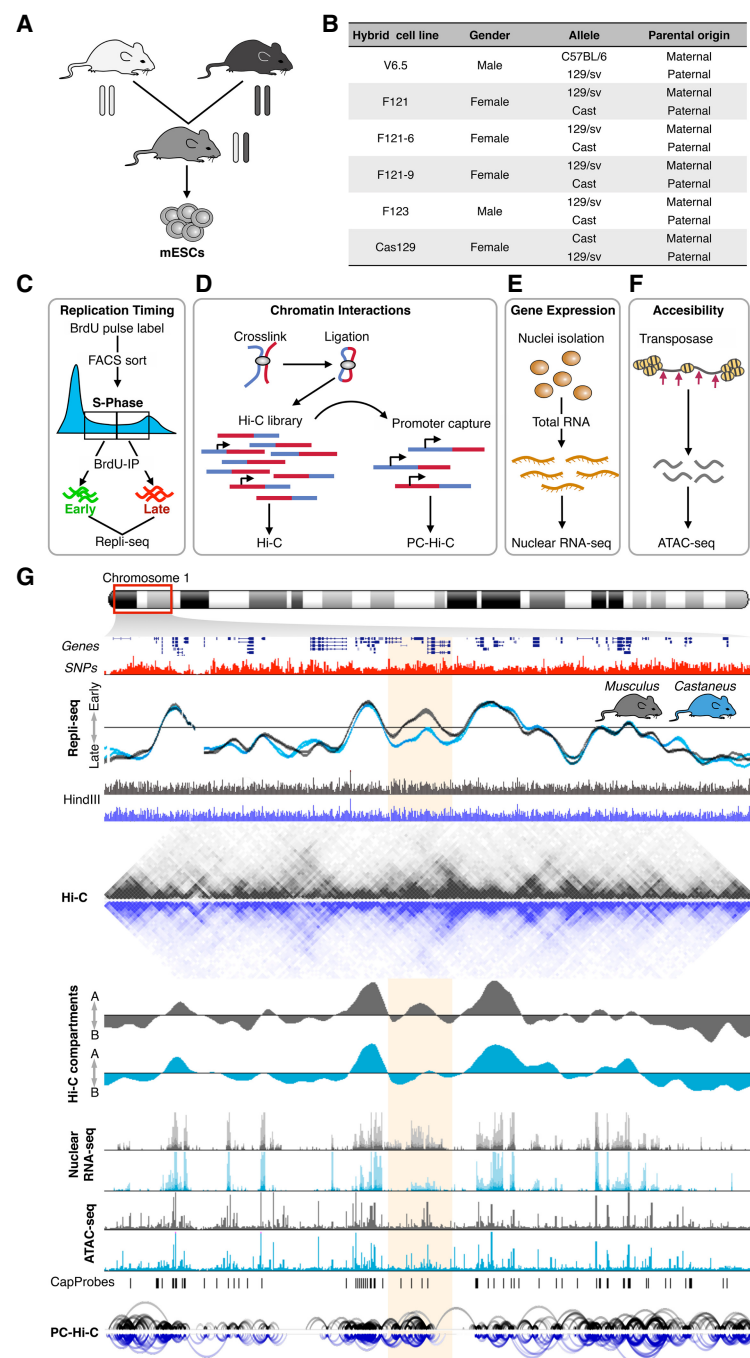 A
mESCs
B
Hybrid cell line Gender Allele Parental origin
V6.5 Male C57BL/6 Maternal
129/sv Paternal
F121 Female 129/sv Maternal
Cast Paternal
F121-6 Female 129/sv Maternal
Cast Paternal
F121-9 Female 129/sv Maternal
Cast Paternal
F123 Male 129/sv Maternal
Cast Paternal
Cas129 Female Cast Maternal
129/sv Paternal
C
Replication Timing
BrdU pulse label
FACS sort
S-Phase
BrdU-IP
Early Late
Repli-seq
D
Chromatin Interactions
Crosslink Ligation
Hi-C library
Promoter capture
Hi-C PC-Hi-C
E
Gene Expression
Nuclei isolation
Total RNA
Nuclear RNA-seq
F
Accesibility
Transposase
ATAC-seq
G
Chromosome 1
Genes
SNPs
Musculus Castaneus
Repli-seq
Late Early
HindIII
Hi-C
Hi-C compartments
A
B
A
B
Nuclear
RNA-seq
ATAC-seq
CapProbes
PC-Hi-C